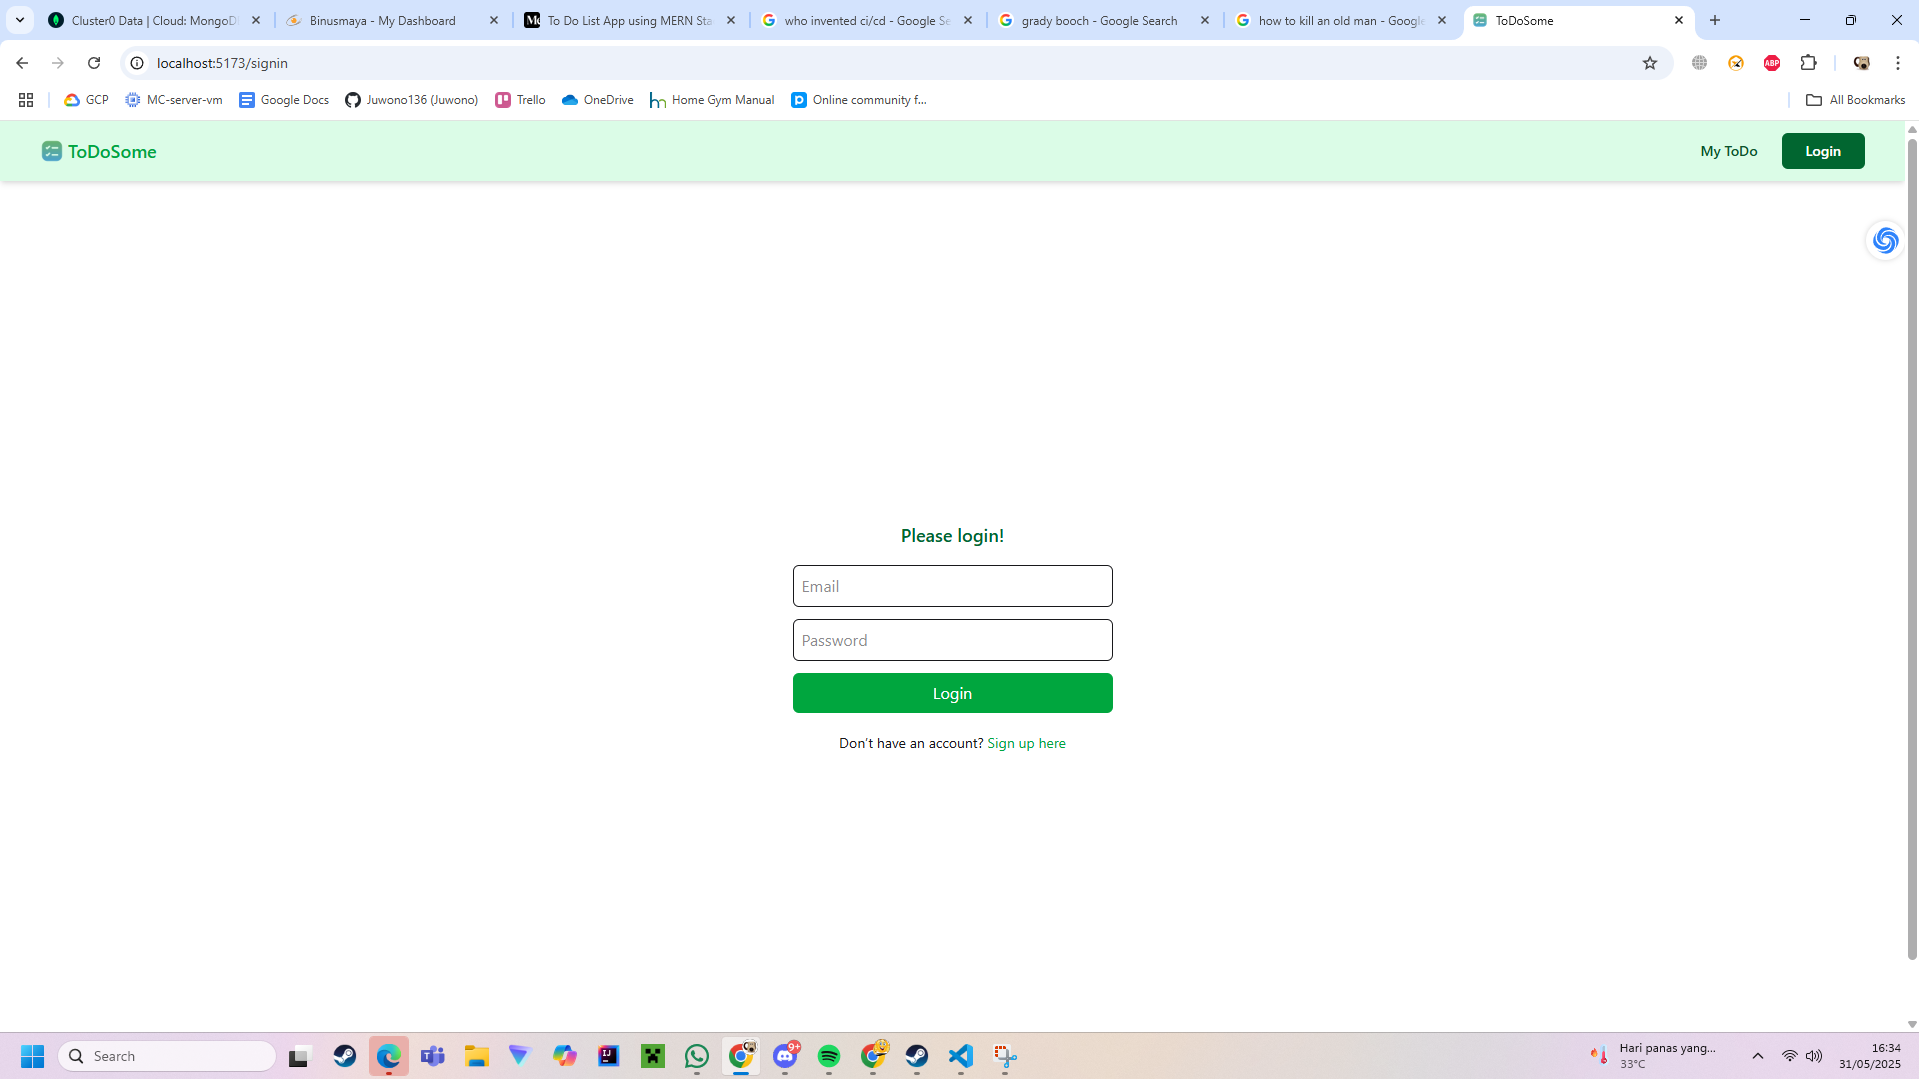 Cluster0 Data | Cloud: MongoD
Binusmaya - My Dashboard
To Do List App using MERN Sta
who invented ci/cd - Google Se
grady booch - Google Search
how to kill an old man - Google
ToDoSome
localhost:5173/signin
ABP
GCP
MC-server-vm
Google Docs
Juwono136 (Juwono)
Trello
OneDrive
Home Gym Manual
Online community f...
All Bookmarks
ToDoSome
My ToDo
Login
Please login!
Email
Password
Login
Don't have an account? Sign up here
Search
9+
Hari panas yang...
33°C
16:34
31/05/2025